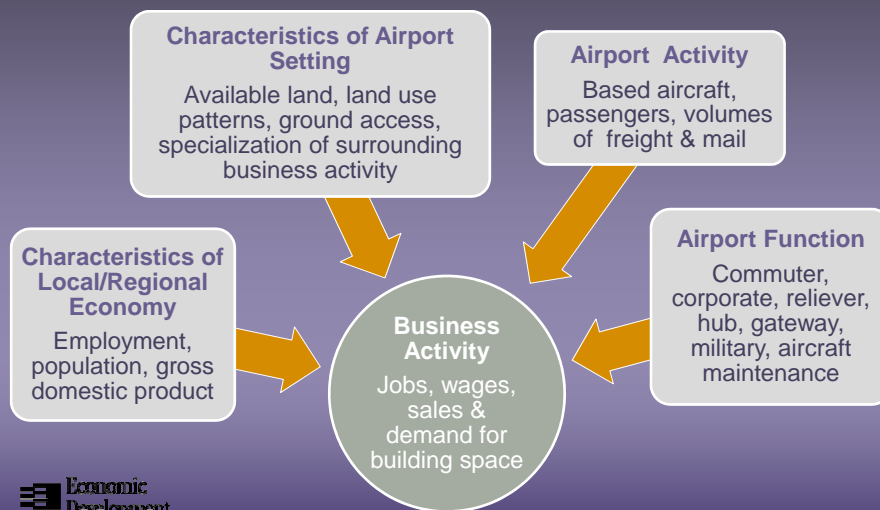 Characteristics of Airport
Setting
Available land, land use
patterns, ground access,
specialization of surrounding
business activity
Airport Activity
Based aircraft,
passengers, volumes
of freight & mail
Characteristics of
Local/Regional
Economy
Employment,
population, gross
domestic product
Airport Function
Commuter,
corporate, reliever,
hub, gateway,
military, aircraft
maintenance
Business
Activity
Jobs, wages,
sales &
demand for
building space
Economic
Development